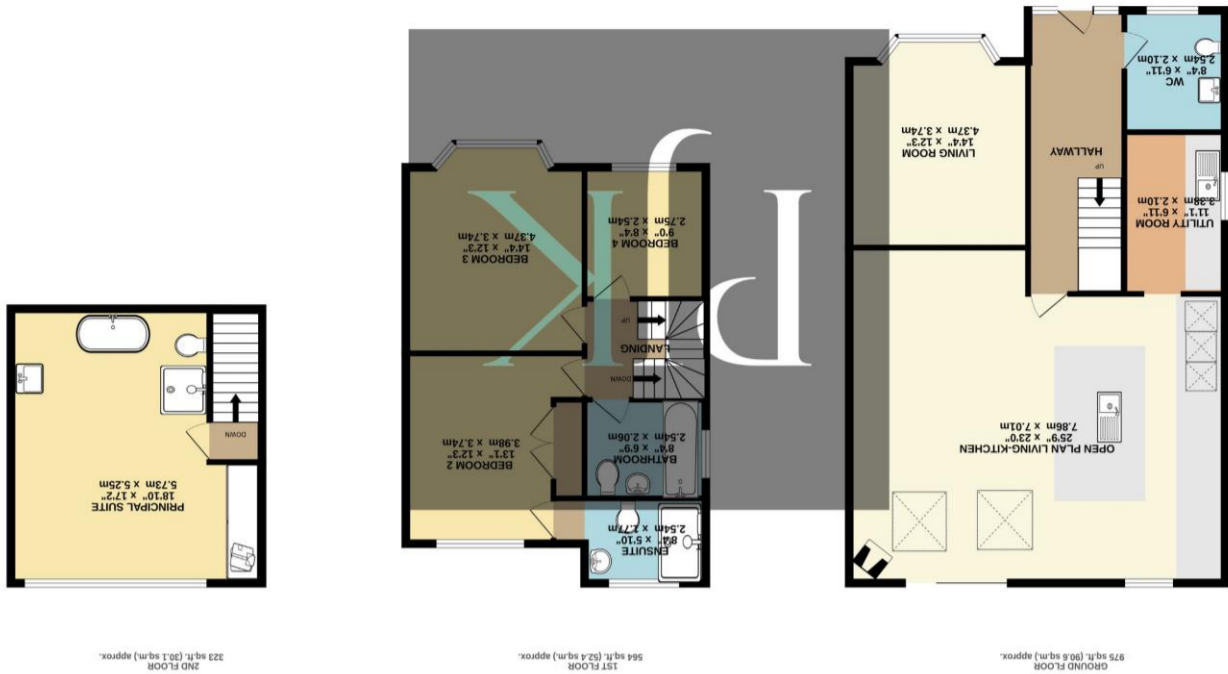 GROUND FLOOR
975 sq.ft. (90.6 sq.m.) approx.
1ST FLOOR
564 sq.ft. (52.4 sq.m.) approx.
2ND FLOOR
323 sq.ft. (30.1 sq.m.) approx.
OPEN PLAN LIVING-KITCHEN
25'9" x 23'0"
7.86m x 7.01m
UTILITY ROOM
11'1" x 6'11"
3.38m x 2.10m
UP
HALLWAY
LIVING ROOM
14'4" x 12'3"
4.37m x 3.74m
WC
8'4" x 6'11"
2.54m x 2.10m
ENSUITE
8'4" x 5'10"
2.54m x 1.77m
BATHROOM
8'4" x 6'9"
2.54m x 2.06m
BEDROOM 2
13'1" x 12'3"
3.98m x 3.74m
DOWN
LANDING
UP
BEDROOM 4
9'0" x 8'4"
2.75m x 2.54m
BEDROOM 3
14'4" x 12'3"
4.37m x 3.74m
PRINCIPAL SUITE
18'10" x 17'2"
5.73m x 5.25m
DOWN